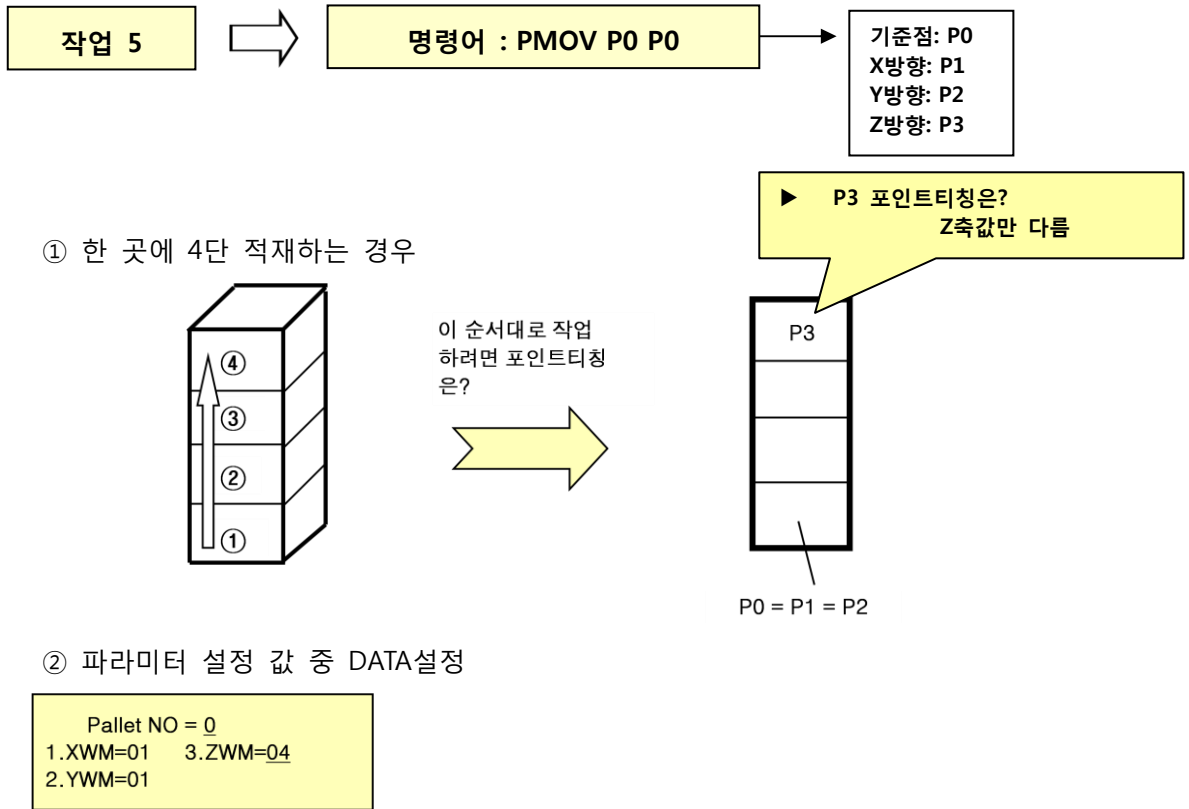 작업 5
명령어 : PMOV P0 P0
기준점: P0
X방향: P1
Y방향: P2
Z방향: P3
▶ P3 포인트티칭은?
Z축값만 다름
① 한 곳에 4단 적재하는 경우
④
③
②
①
이 순서대로 작업
하려면 포인트티칭
은?
P3
P0 = P1 = P2
② 파라미터 설정 값 중 DATA설정
Pallet NO = 0
1.XWM=01 3.ZWM=04
2.YWM=01